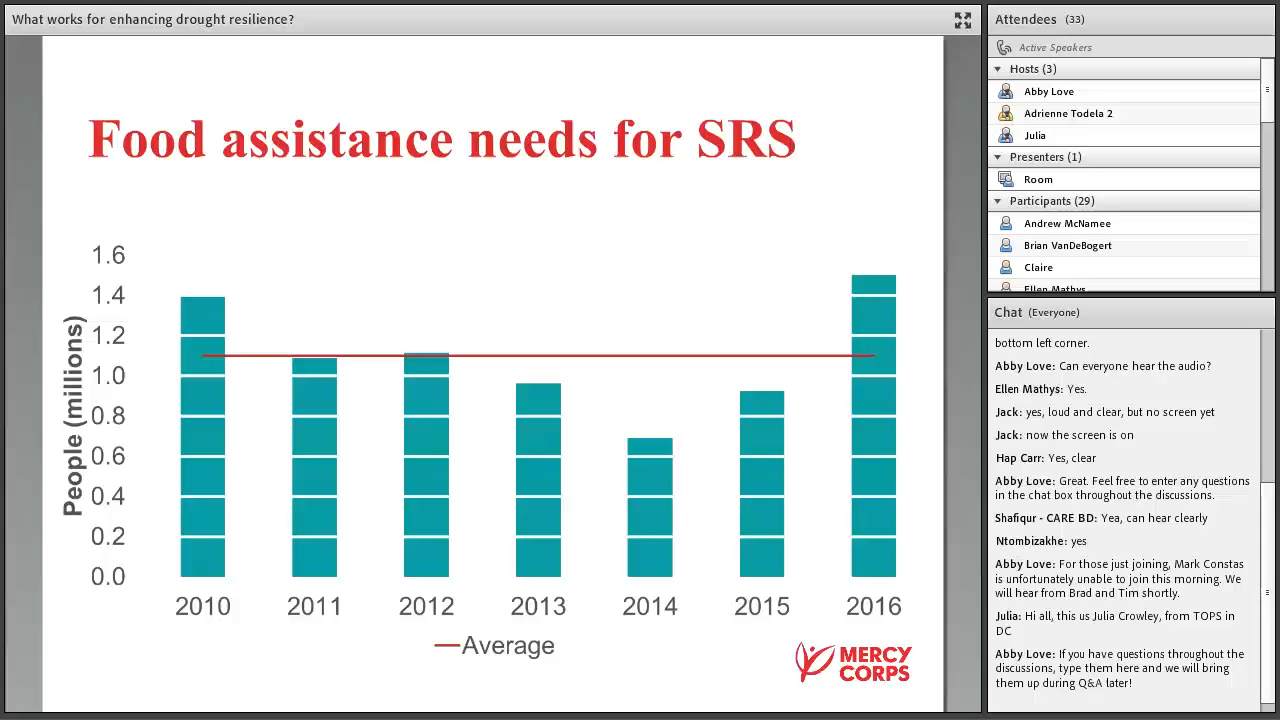 What works for enhancing drought resilience?
Food assistance needs for SRS
People (millions)
1.6
1.4
1.2
1.0
0.8
0.6
0.4
0.2
0.0
2010 2011 2012 2013 2014 2015 2016
Average
MERCY
CORPS
Attendees (33)
Active Speakers
Hosts (3)
Abby Love
Adrienne Todela 2
Julia
Presenters (1)
Room
Participants (29)
Andrew McNamee
Brian VanDeBogert
Claire
Ellen Mathys
Chat (Everyone)
bottom left corner.
Abby Love: Can everyone hear the audio?
Ellen Mathys: Yes.
Jack: yes, loud and clear, but no screen yet
Jack: now the screen is on
Hap Carr: Yes, clear
Abby Love: Great. Feel free to enter any questions
in the chat box throughout the discussions.
Shafiqur - CARE BD: Yea, can hear clearly
Ntombizakhe: yes
Abby Love: For those just joining, Mark Constas
is unfortunately unable to join this morning. We
will hear from Brad and Tim shortly.
Julia: Hi all, this us Julia Crowley, from TOPS in
DC
Abby Love: If you have questions throughout the
discussions, type them here and we will bring
them up during Q&A later!